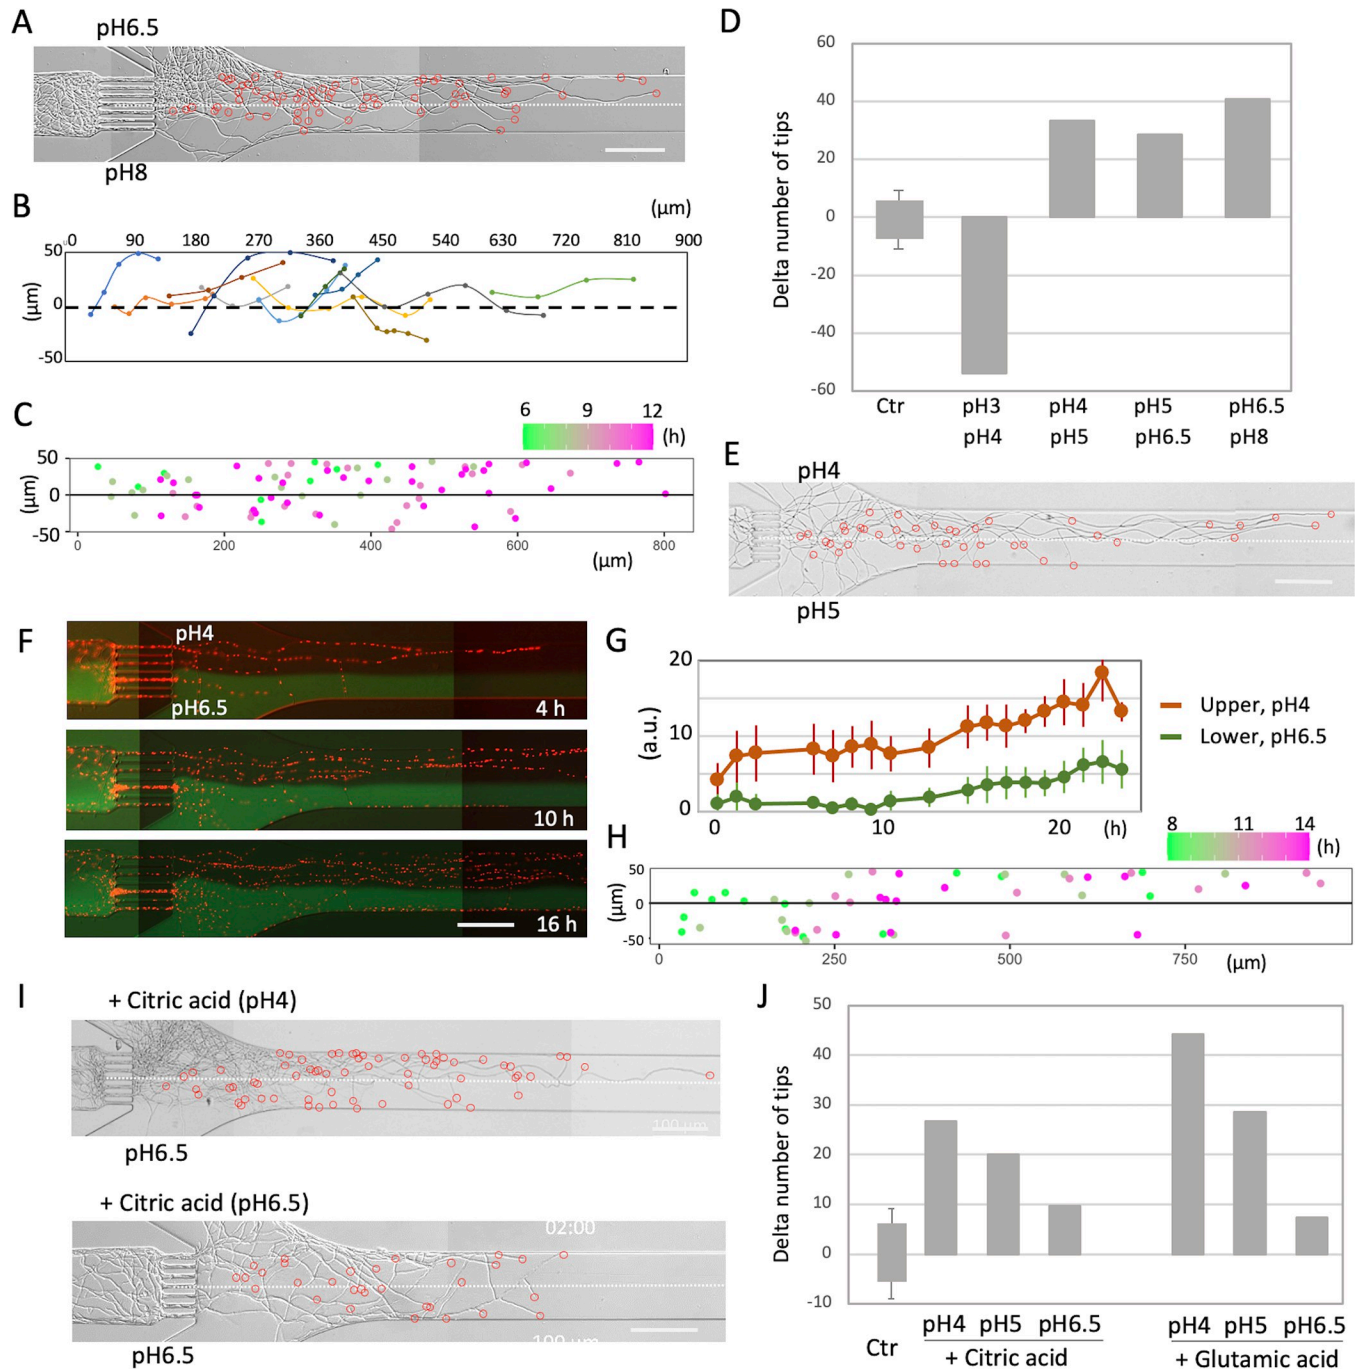 A
pH6.5
pH8
B
(µm)
0 90 180 270 360 450 540 630 720 810 900
50
0
-50
(µm)
C
6 9 12
(h)
50
0
-50
(µm)
0 200 400 600 800
(µm)
D
60
40
20
0
-20
-40
-60
Delta number of tips
Ctr pH3 pH4 pH5 pH6.5
pH4 pH5 pH6.5 pH8
E
pH4
pH5
F
pH4
pH6.5
4 h
10 h
16 h
G
20
10
0
(a.u.)
0 10 20 (h)
Upper, pH4
Lower, pH6.5
H
8 11 14
(h)
50
0
-50
(µm)
0 250 500 750
(µm)
I
+ Citric acid (pH4)
100 µm
pH6.5
+ Citric acid (pH6.5)
02:00
100 µm
pH6.5
J
50
40
30
20
10
0
-10
Delta number of tips
Ctr
pH4 pH5 pH6.5
+ Citric acid
pH4 pH5 pH6.5
+ Glutamic acid